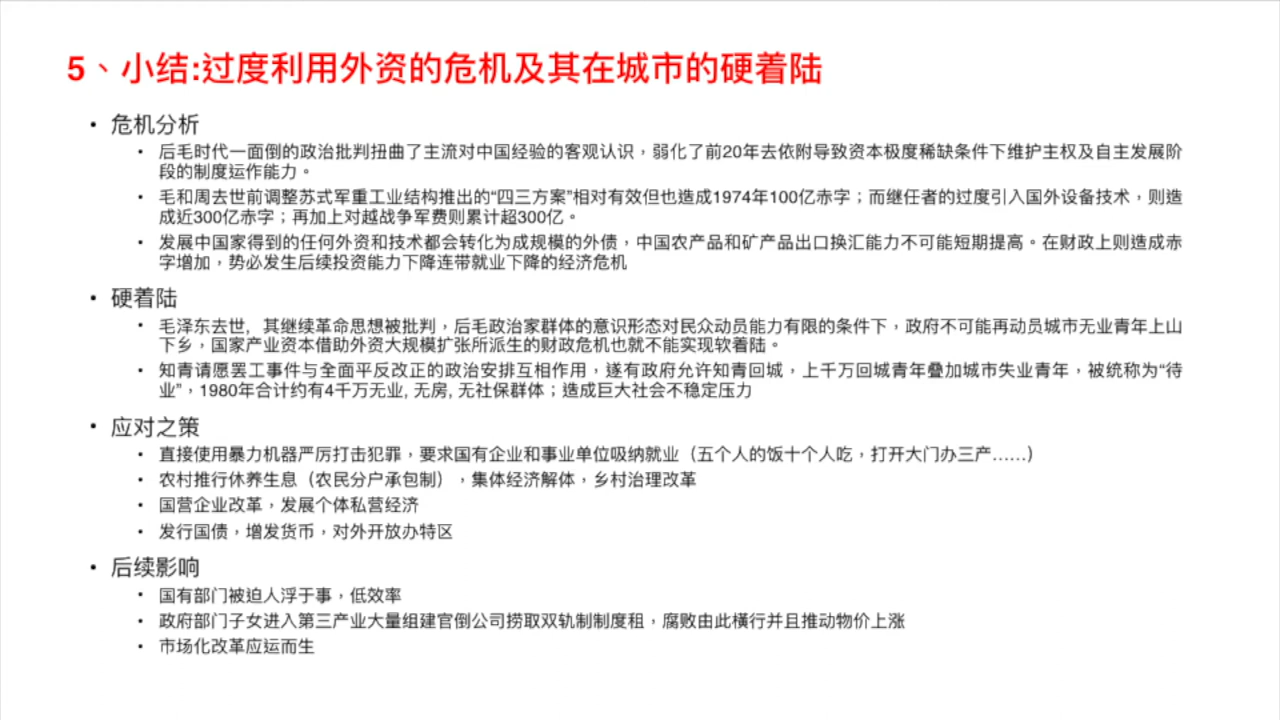 5、小结:过度利用外资的危机及其在城市的硬着陆
• 危机分析
• 后毛时代一面倒的政治批判扭曲了主流对中国经验的客观认识，弱化了前20年去依附导致资本极度稀缺条件下维护主权及自主发展阶
段的制度运作能力。
• 毛和周去世前调整苏式军重工业结构推出的“四三方案”相对有效但也造成1974年100亿赤字；而继任者的过度引入国外设备技术，则造
成近300亿赤字；再加上对越战争军费则累计超300亿。
• 发展中国家得到的任何外资和技术都会转化为成规模的外债，中国农产品和矿产品出口换汇能力不可能短期提高。在财政上则造成赤
字增加，势必发生后续投资能力下降连带就业下降的经济危机
• 硬着陆
• 毛泽东去世，其继续革命思想被批判，后毛政治家群体的意识形态对民众动员能力有限的条件下，政府不可能再动员城市无业青年上山
下乡，国家产业资本借助外资大规模扩张所派生的财政危机也就不能实现软着陆。
• 知青请愿罢工事件与全面平反改正的政治安排互相作用，遂有政府允许知青回城，上千万回城青年叠加城市失业青年，被统称为“待
业”，1980年合计约有4千万无业, 无房, 无社保群体；造成巨大社会不稳定压力
• 应对之策
• 直接使用暴力机器严厉打击犯罪，要求国有企业和事业单位吸纳就业（五个人的饭十个人吃，打开大门办三产……）
• 农村推行休养生息（农民分户承包制），集体经济解体，乡村治理改革
• 国营企业改革，发展个体私营经济
• 发行国债，增发货币，对外开放办特区
• 后续影响
• 国有部门被迫人浮于事，低效率
• 政府部门子女进入第三产业大量组建官倒公司捞取双轨制制度租，腐败由此横行并且推动物价上涨
• 市场化改革应运而生